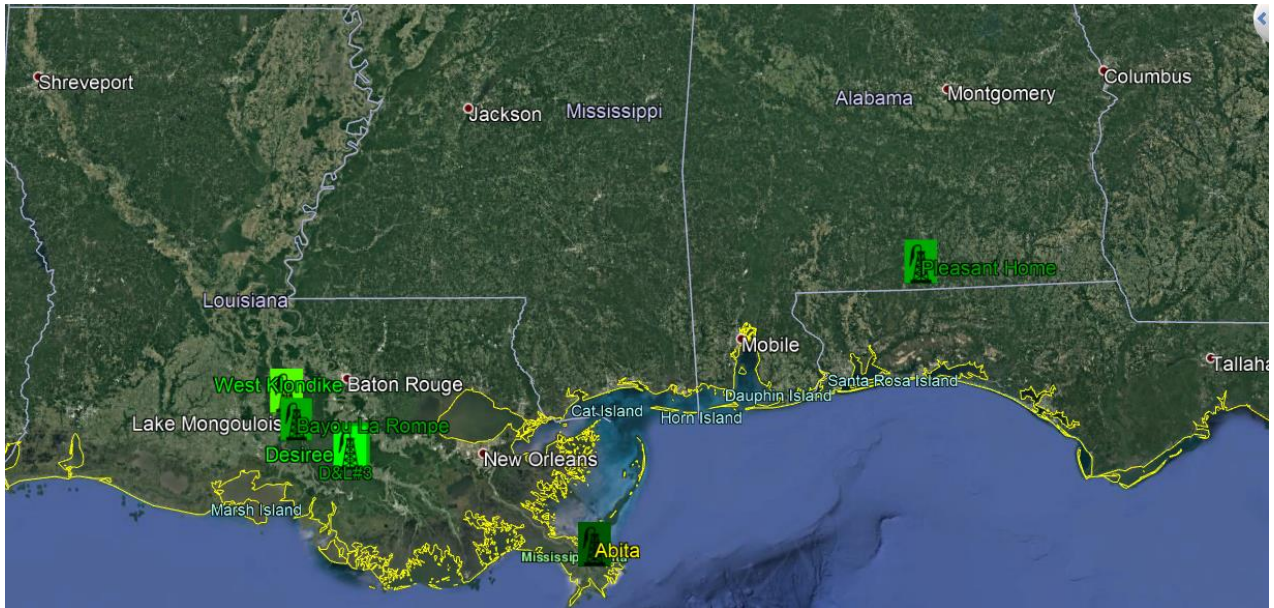 Shreveport
Columbus
Montgomery
Alabama
Jackson
Mississippi
Pleasant Home
Louisiana
Mobile
Tallaha
Santa Rosa Island
West Klondike
Baton Rouge
Dauphin Island
Cat Island
Horn Island
Lake Mongoulois
Bayou La Rompe
Desiree
New Orleans
D&L#3
Marsh Island
Abita